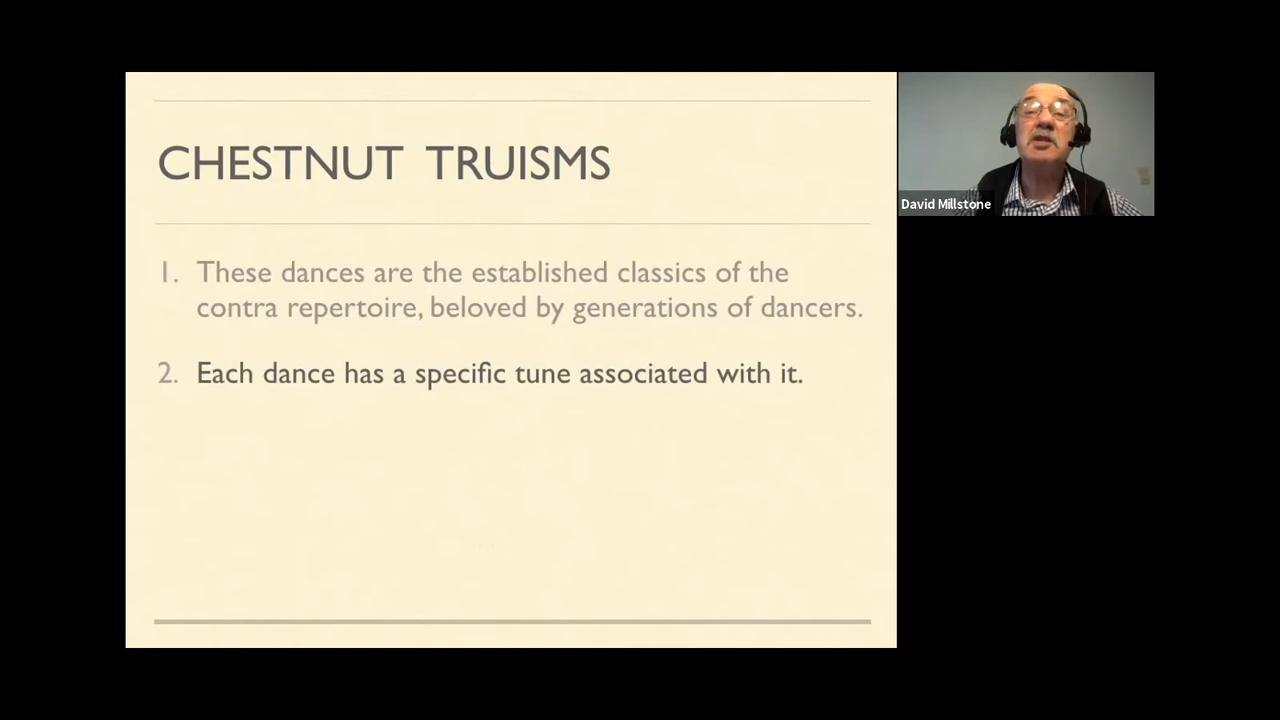 CHESTNUT TRUISMS
1. These dances are the established classics of the
contra repertoire, beloved by generations of dancers.
2. Each dance has a specific tune associated with it.
David Millstone